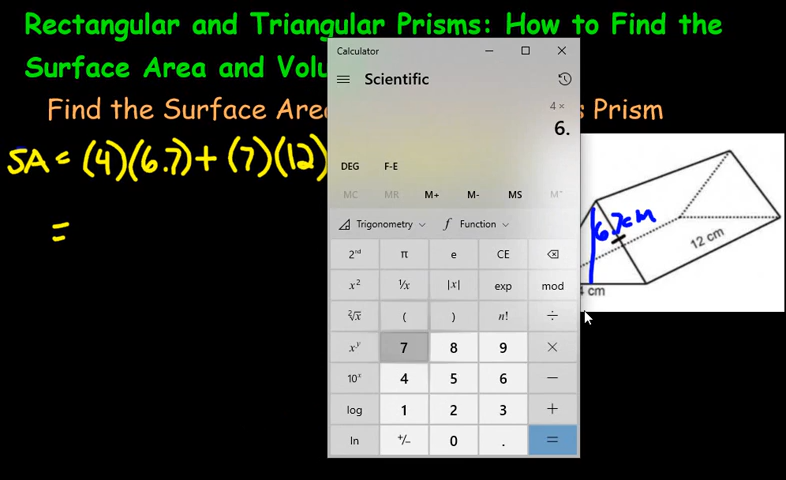 Rectangular and Triangular Prisms: How to Find the
Surface Area and Volu
Find the Surface Area
s Prism
SA = (4)(6.7) + (7)(12)
=
Calculator
Scientific
4 ×
6.
DEG F-E
MC MR M+ M- MS M˅
Trigonometry f Function
2ⁿᵈ π e CE
x² ¹/x |x| exp mod
²√x ( ) n! ÷
xʸ 7 8 9 ×
10ˣ 4 5 6 −
log 1 2 3 +
ln +/− 0 . =
6.7cm
12 cm
4 cm